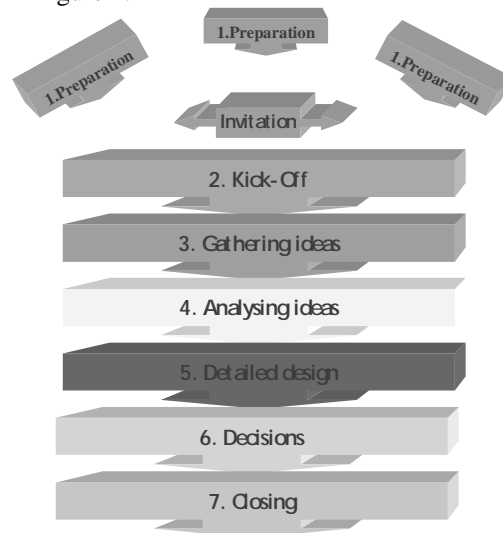 1.Preparation
1.Preparation
1.Preparation
Invitation
2. Kick-Off
3. Gathering ideas
4. Analysing ideas
5. Detailed design
6. Decisions
7. Closing